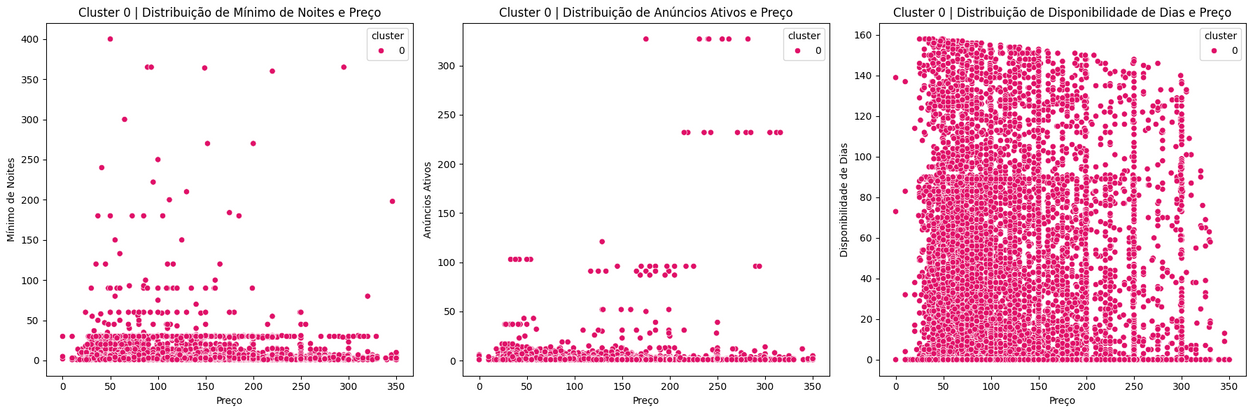 Cluster 0 | Distribuição de Mínimo de Noites e Preço
cluster
0
400
350
300
250
200
150
100
50
0
Mínimo de Noites
0 50 100 150 200 250 300 350
Preço
Cluster 0 | Distribuição de Anúncios Ativos e Preço
cluster
0
300
250
200
150
100
50
0
Anúncios Ativos
0 50 100 150 200 250 300 350
Preço
Cluster 0 | Distribuição de Disponibilidade de Dias e Preço
cluster
0
160
140
120
100
80
60
40
20
0
Disponibilidade de Dias
0 50 100 150 200 250 300 350
Preço